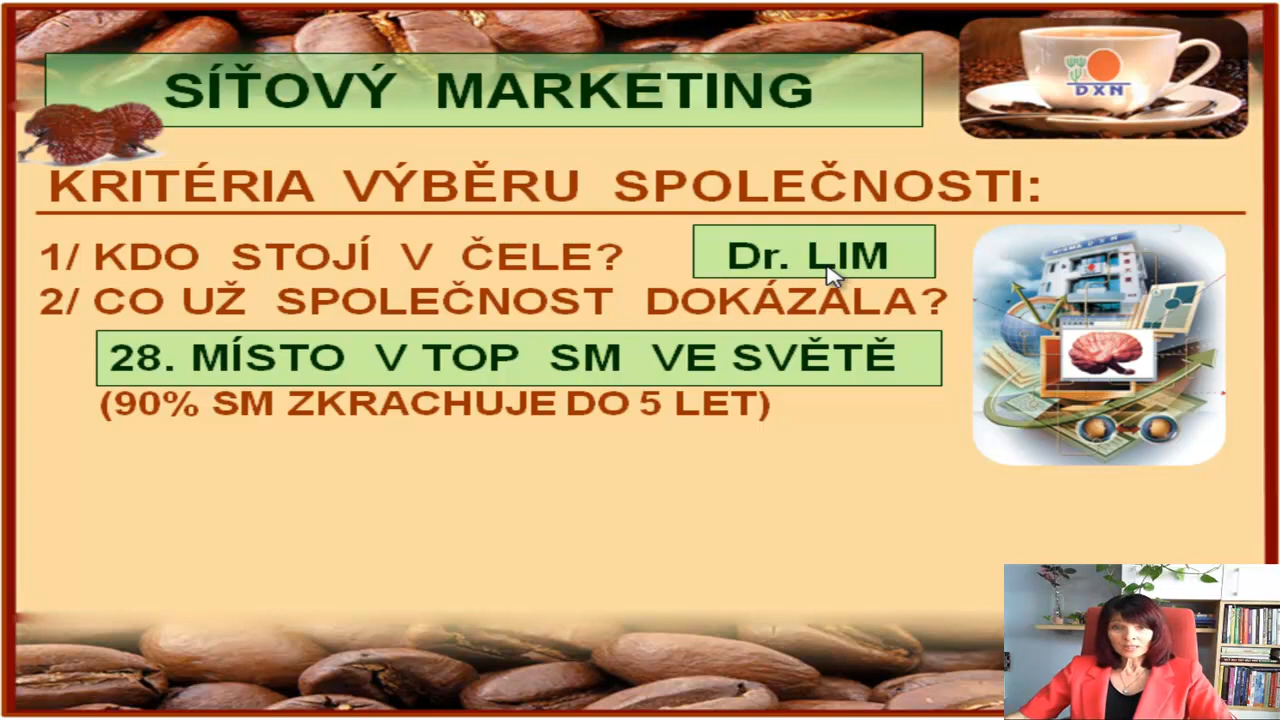 SÍŤOVÝ MARKETING
DXN
KRITÉRIA VÝBĚRU SPOLEČNOSTI:
1/ KDO STOJÍ V ČELE? Dr. LIM
2/ CO UŽ SPOLEČNOST DOKÁZALA?
28. MÍSTO V TOP SM VE SVĚTĚ
(90% SM ZKRACHUJE DO 5 LET)